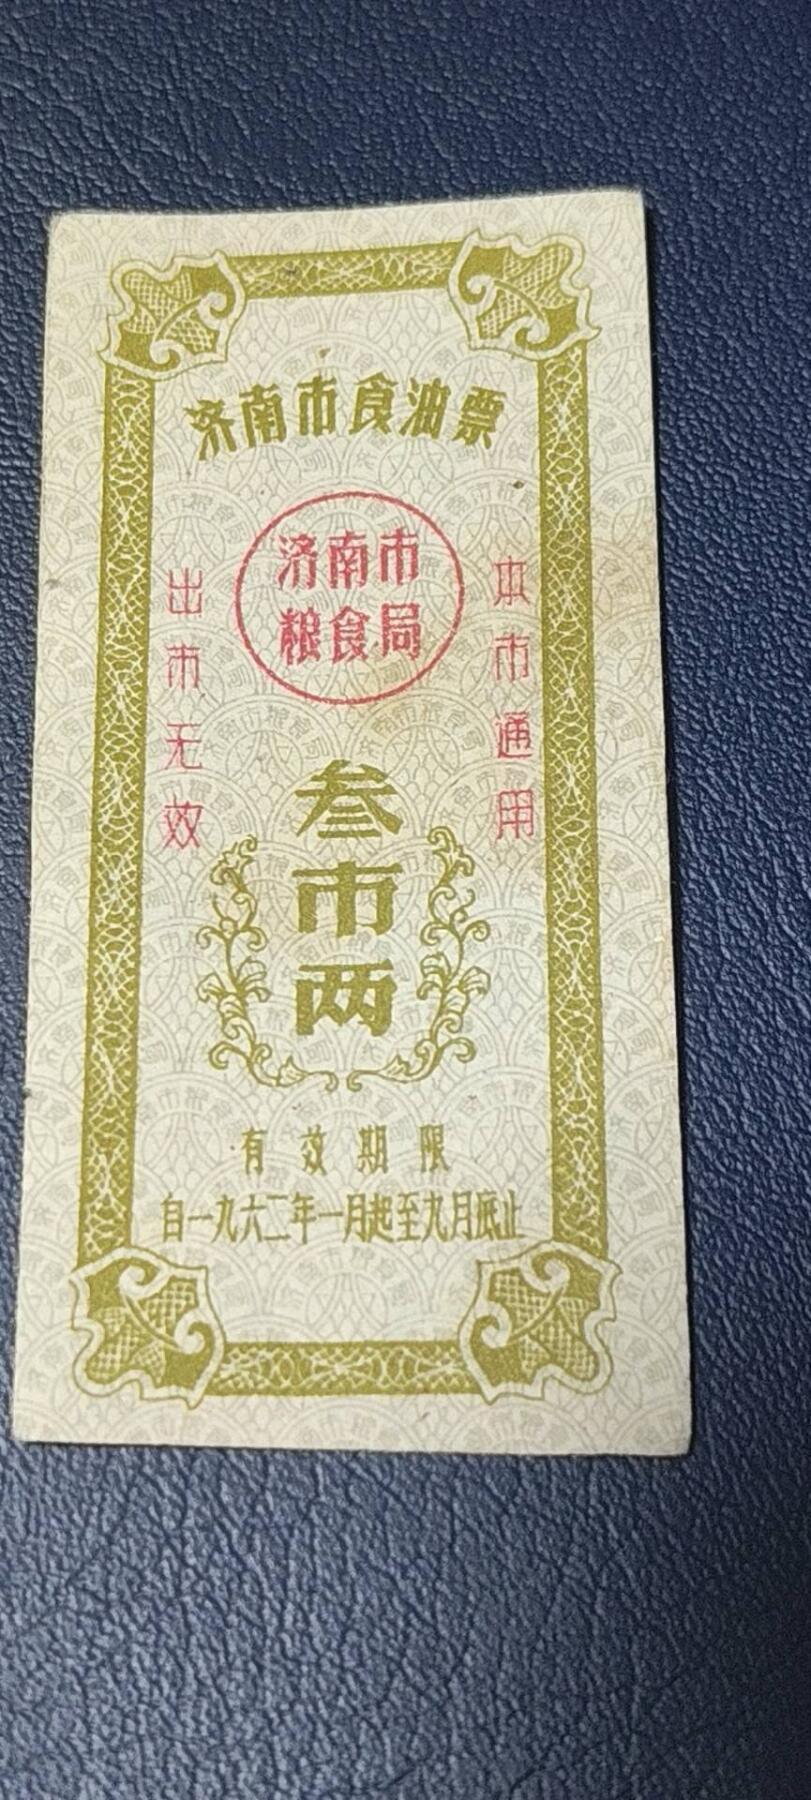 济南市食油票
济南市
粮食局
本市通用
出市无效
叁市两
有效期限
自一九六二年一月起至九月底止